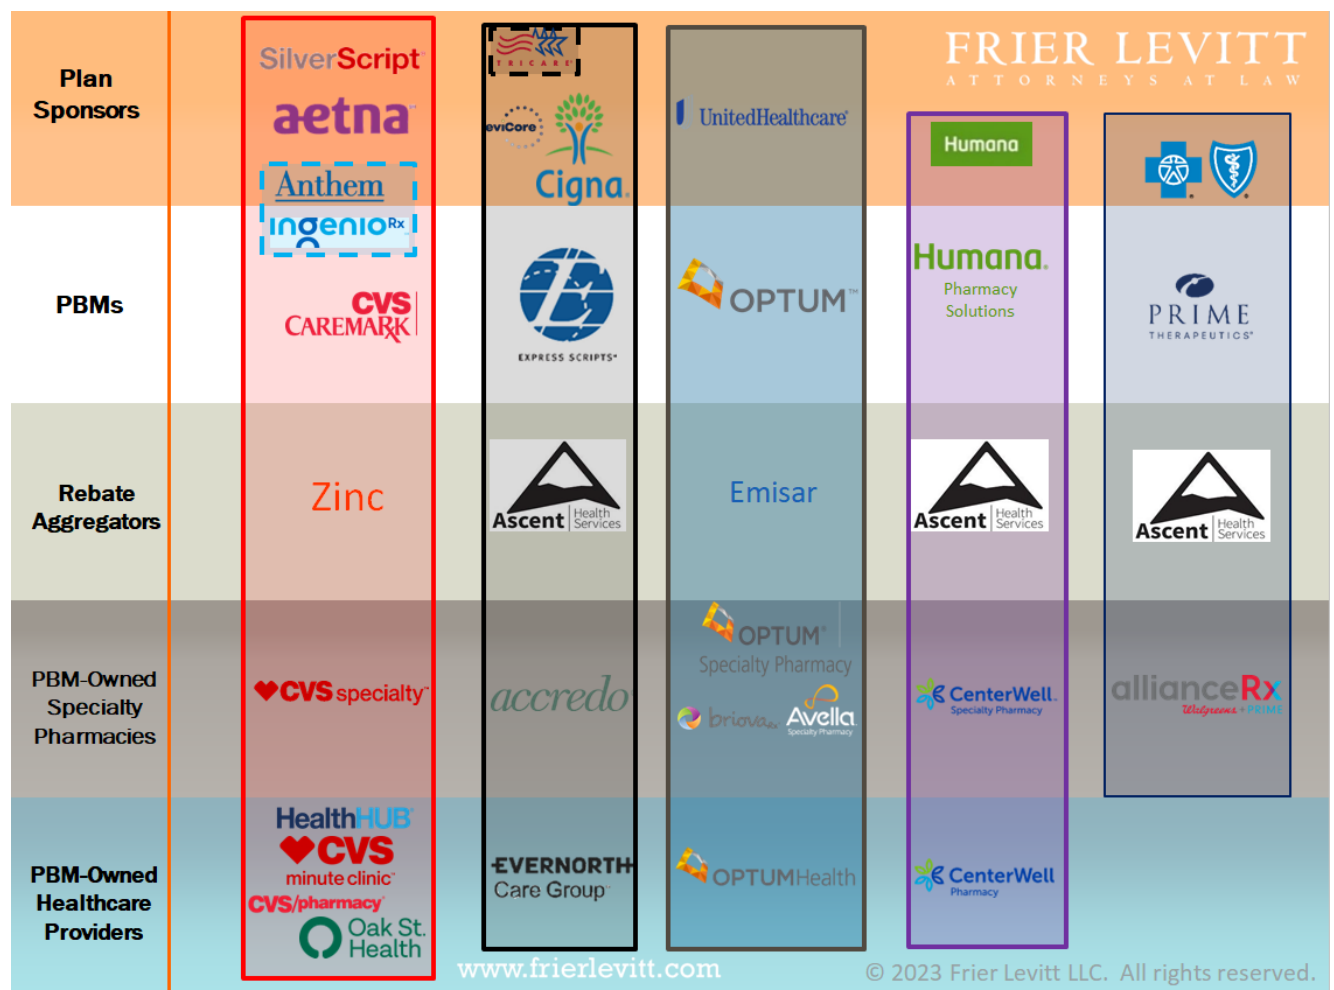 FRIER LEVITT
ATTORNEYS AT LAW
Plan
Sponsors
SilverScript
aetna
Anthem
TRICARE
eviCore
Cigna
UnitedHealthcare
Humana
PBMs
ingenioRx
CVS
CAREMARK
EXPRESS SCRIPTS
OPTUM™
Humana
Pharmacy
Solutions
PRIME
THERAPEUTICS
Rebate
Aggregators
Zinc
Ascent Health
Services
Emisar
Ascent Health
Services
Ascent Health
Services
PBM-Owned
Specialty
Pharmacies
CVS specialty
accredo
OPTUM
Specialty Pharmacy
briova
Avella
Specialty Pharmacy
CenterWell
Specialty Pharmacy
allianceRx
Walgreens + PRIME
PBM-Owned
Healthcare
Providers
HealthHUB
CVS
minute clinic
CVS/pharmacy
Oak St.
Health
EVERNORTH
Care Group
OPTUMHealth
CenterWell
Pharmacy
www.frierlevitt.com
© 2023 Frier Levitt LLC. All rights reserved.